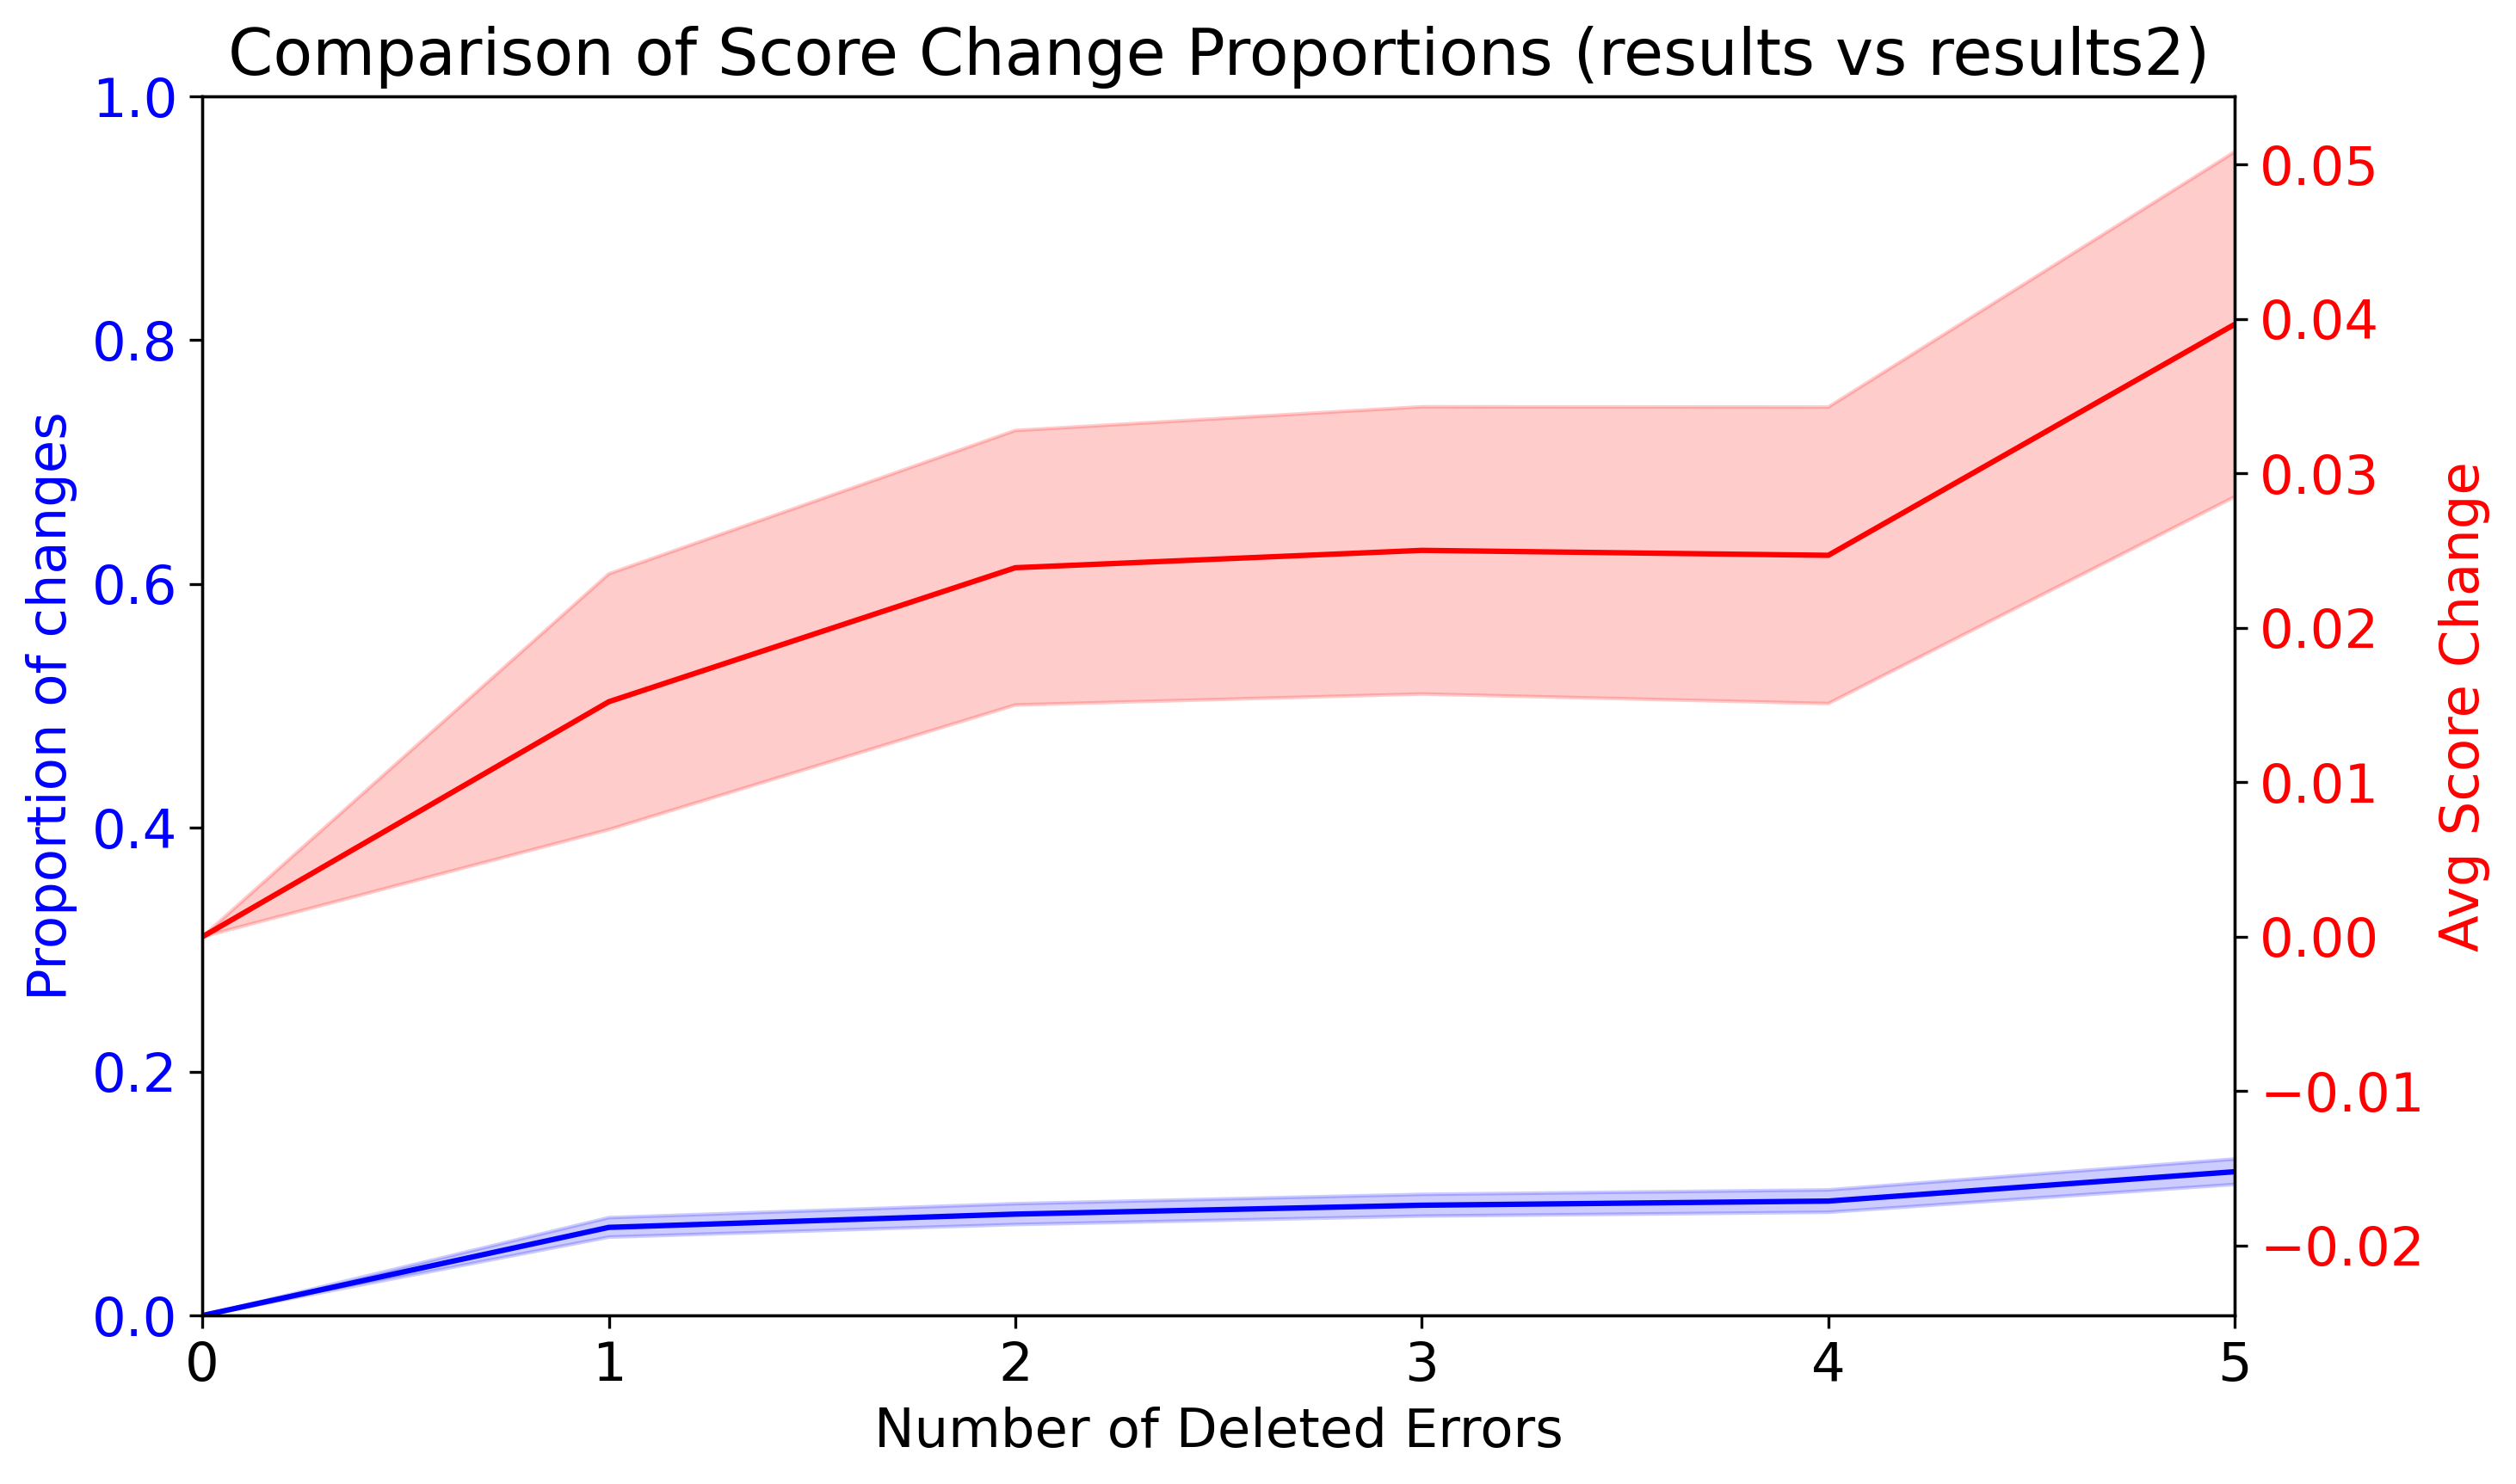 Comparison of Score Change Proportions (results vs results2)
Proportion of changes
1.0
0.8
0.6
0.4
0.2
0.0
0.05
0.04
0.03
0.02
0.01
0.00
−0.01
−0.02
Avg Score Change
0 1 2 3 4 5
Number of Deleted Errors